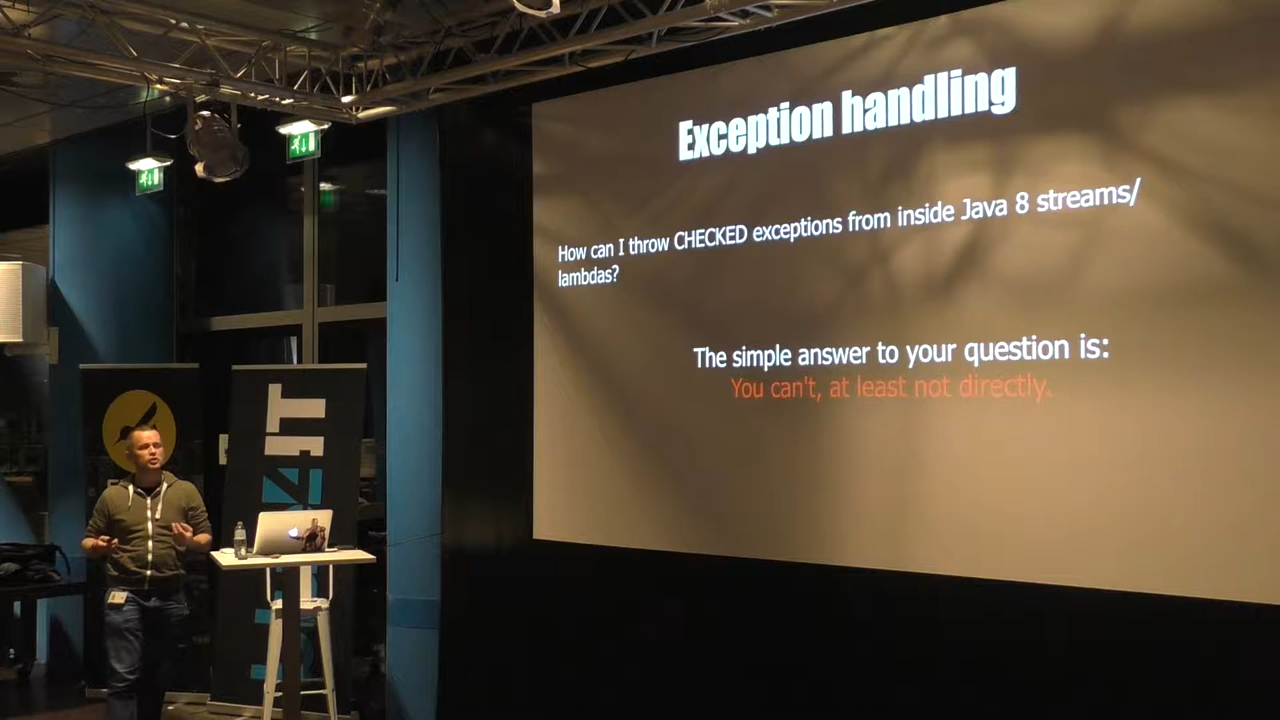 Exception handling
How can I throw CHECKED exceptions from inside Java 8 streams/
lambdas?
The simple answer to your question is:
You can't, at least not directly.
IT